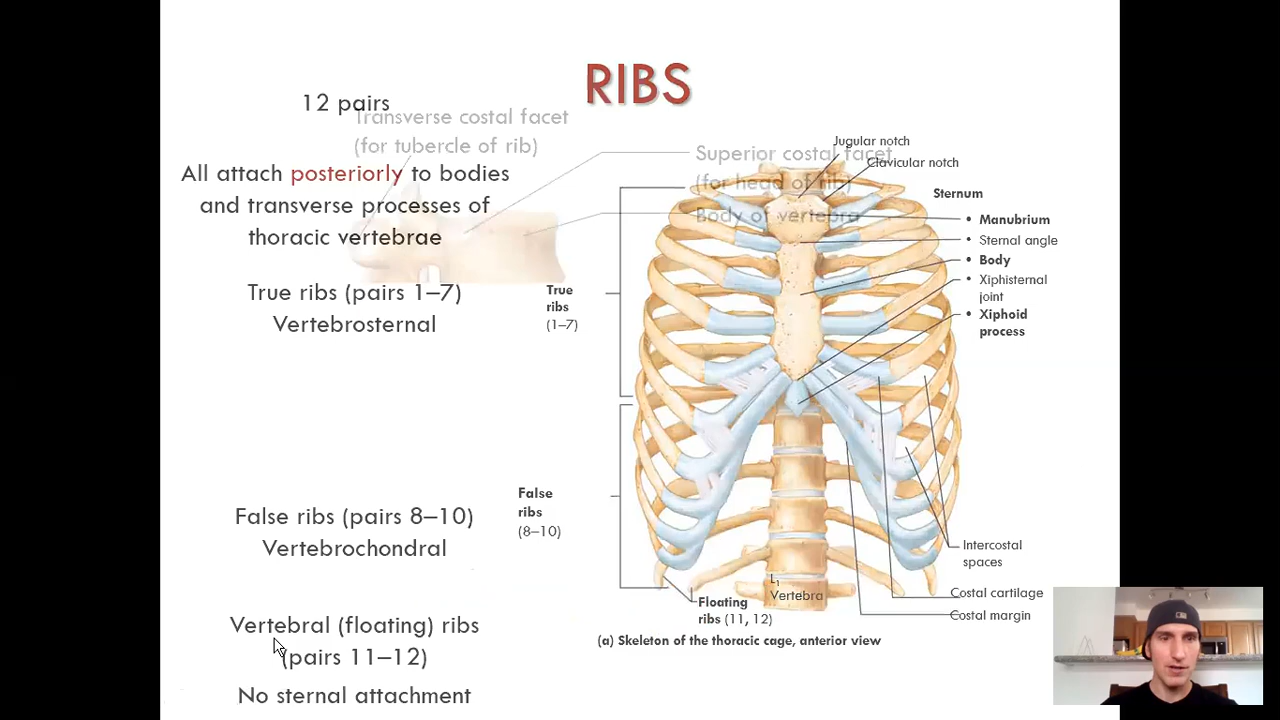 RIBS
12 pairs
Transverse costal facet
(for tubercle of rib)
All attach posteriorly to bodies
and transverse processes of
thoracic vertebrae
True ribs (pairs 1–7)
Vertebrosternal
False ribs (pairs 8–10)
Vertebrochondral
Vertebral (floating) ribs
(pairs 11–12)
No sternal attachment
Superior costal facet
(for head of rib)
Body of vertebra
Jugular notch
Clavicular notch
Sternum
• Manubrium
• Sternal angle
• Body
• Xiphisternal
joint
• Xiphoid
process
True
ribs
(1–7)
False
ribs
(8–10)
Intercostal
spaces
L1
Vertebra
Costal cartilage
Floating
ribs (11, 12)
Costal margin
(a) Skeleton of the thoracic cage, anterior view